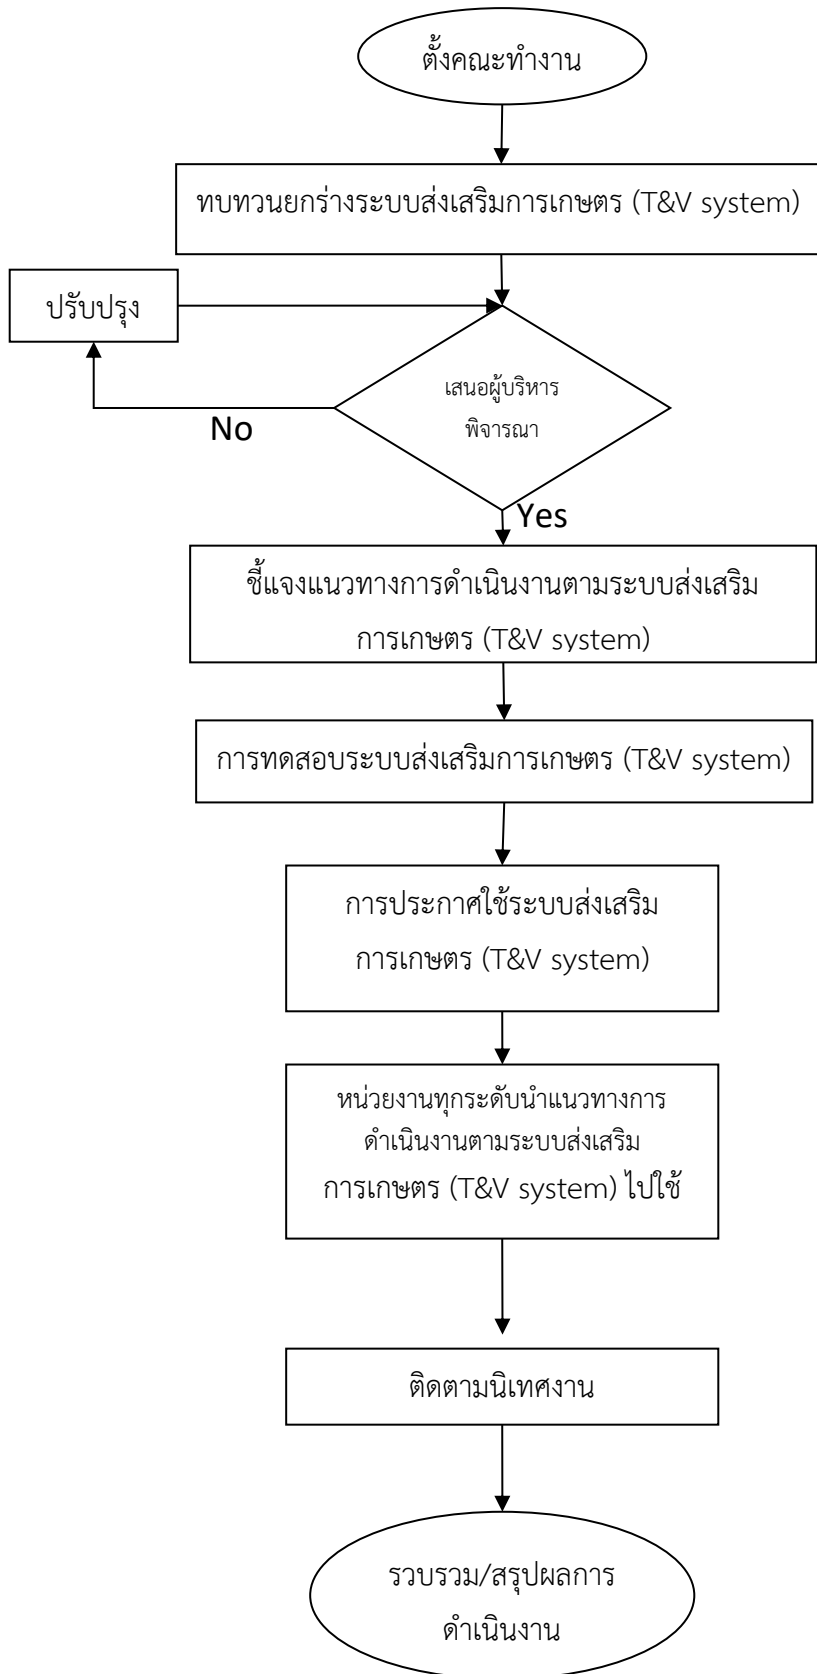 ตั้งคณะทำงาน
ทบทวนยกร่างระบบส่งเสริมการเกษตร (T&V system)
ปรับปรุง
เสนอผู้บริหาร
พิจารณา
No
Yes
ชี้แจงแนวทางการดำเนินงานตามระบบส่งเสริม
การเกษตร (T&V system)
การทดสอบระบบส่งเสริมการเกษตร (T&V system)
การประกาศใช้ระบบส่งเสริม
การเกษตร (T&V system)
หน่วยงานทุกระดับนำแนวทางการ
ดำเนินงานตามระบบส่งเสริม
การเกษตร (T&V system) ไปใช้
ติดตามนิเทศงาน
รวบรวม/สรุปผลการ
ดำเนินงาน